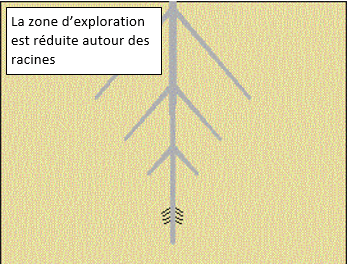 La zone d’exploration
est réduite autour des
racines